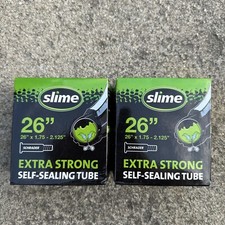 slime
26"
26" x 1.75 - 2.125"
SCHRADER
EXTRA STRONG
SELF-SEALING TUBE
slime
26"
26" x 1.75 - 2.125"
SCHRADER
EXTRA STRONG
SELF-SEALING TUBE